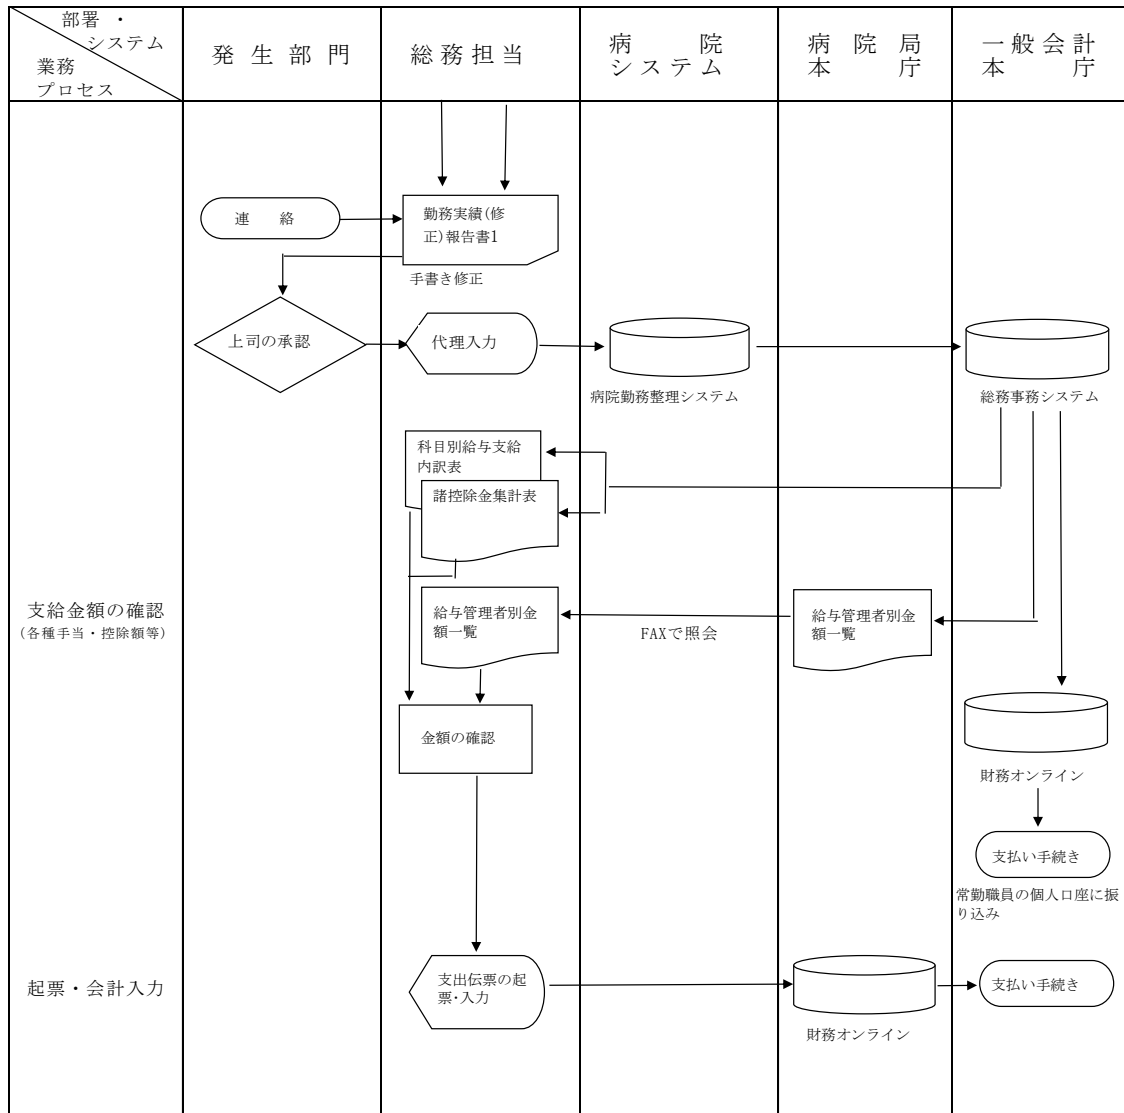 部署 ・
システム
業務
プロセス
発 生 部 門
総 務 担 当
病 院
シ ス テ ム
病 院 局
本 庁
一 般 会 計
本 庁
連 絡
勤務実績(修
正)報告書1
手書き修正
上司の承認
代理入力
病院勤務整理システム
総務事務システム
科目別給与支給
内訳表
諸控除金集計表
支給金額の確認
(各種手当・控除額等)
給与管理者別金
額一覧
FAXで照会
給与管理者別金
額一覧
金額の確認
財務オンライン
支払い手続き
常勤職員の個人口座に振
り込み
起票・会計入力
支出伝票の起
票・入力
財務オンライン
支払い手続き